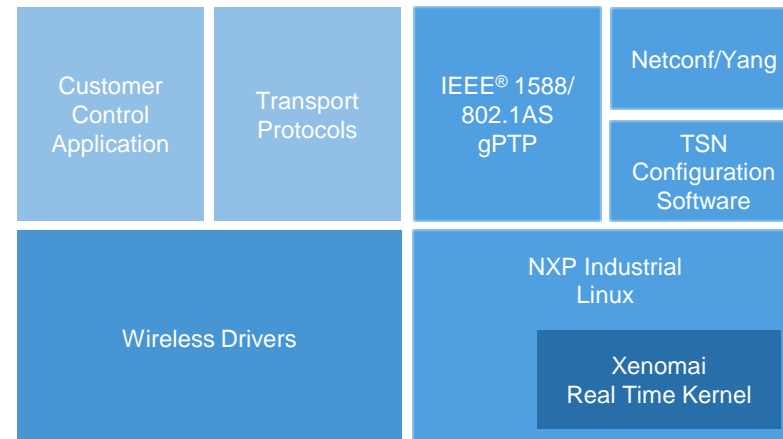 Customer
Control
Application
Transport
Protocols
IEEE® 1588/
802.1AS
gPTP
Netconf/Yang
TSN
Configuration
Software
Wireless Drivers
NXP Industrial
Linux
Xenomai
Real Time Kernel